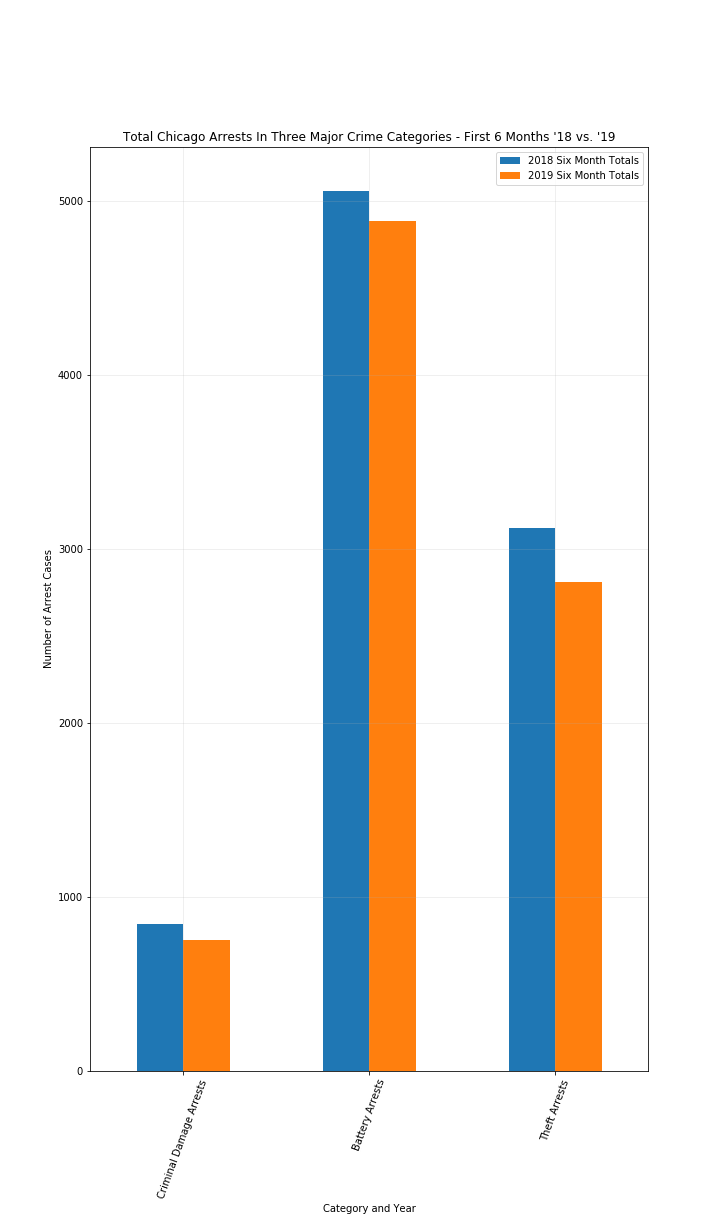 Total Chicago Arrests In Three Major Crime Categories - First 6 Months '18 vs. '19
2018 Six Month Totals
2019 Six Month Totals
5000
4000
3000
2000
1000
0
Number of Arrest Cases
Criminal Damage Arrests
Battery Arrests
Theft Arrests
Category and Year